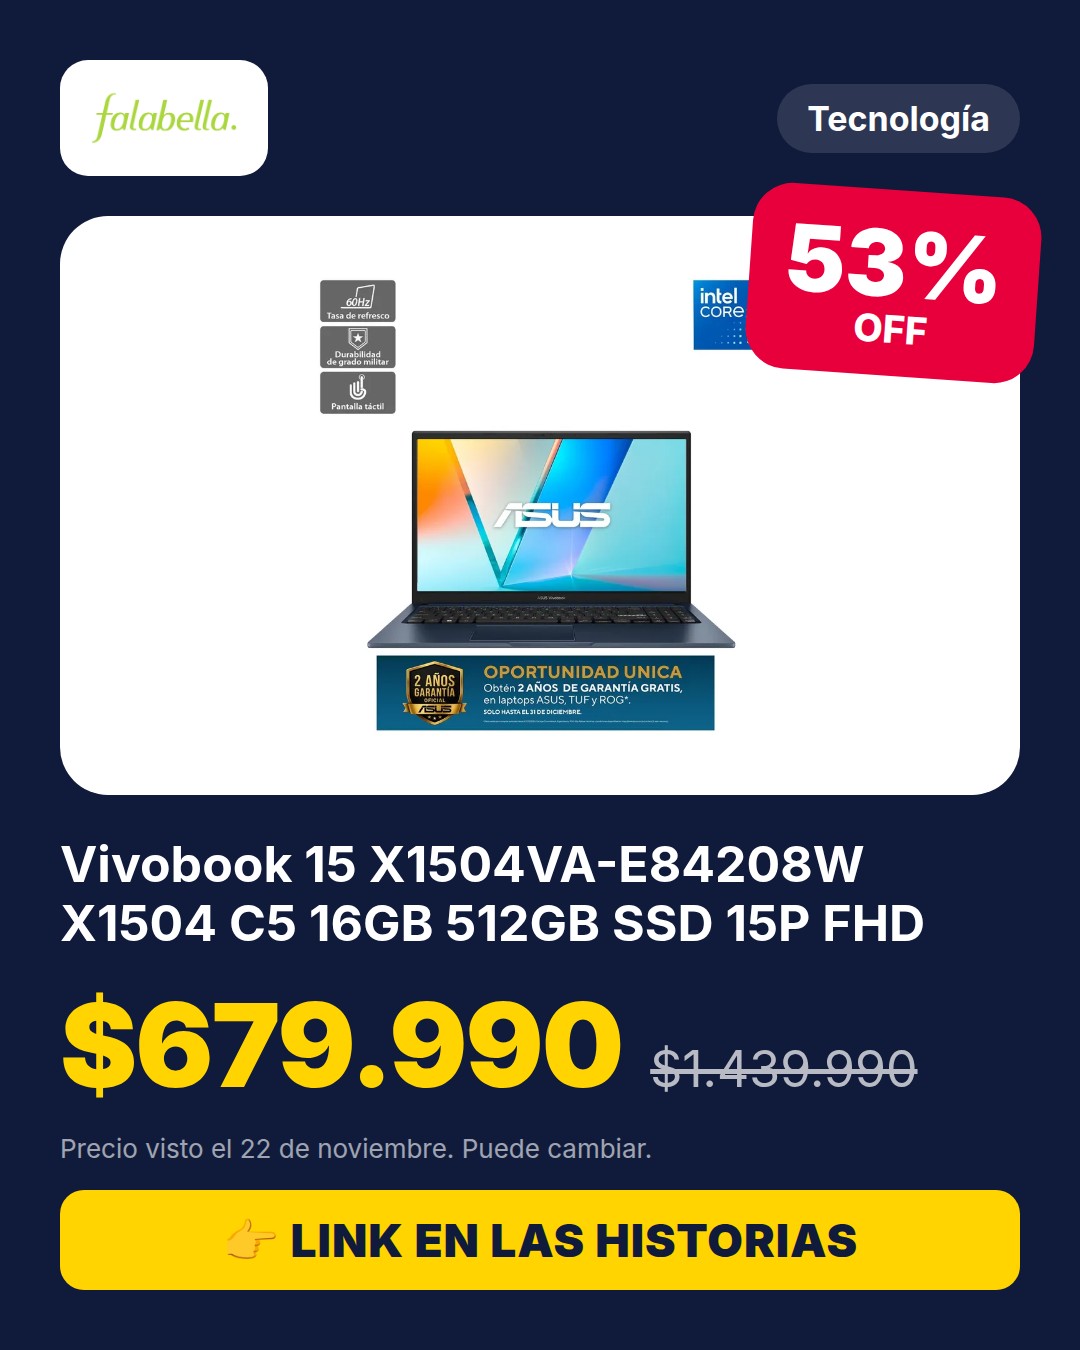 falabella.
Tecnología
53%
OFF
60Hz
Tasa de refresco
Durabilidad
de grado militar
Pantalla táctil
intel
CORE
ASUS
ASUS Vivobook
2 AÑOS
GARANTÍA
OFICIAL
ASUS
OPORTUNIDAD UNICA
Obtén 2 AÑOS DE GARANTÍA GRATIS,
en laptops ASUS, TUF y ROG*.
SOLO HASTA EL 31 DE DICIEMBRE.
Vivobook 15 X1504VA-E84208W
X1504 C5 16GB 512GB SSD 15P FHD
$679.990 $1.439.990
Precio visto el 22 de noviembre. Puede cambiar.
👉 LINK EN LAS HISTORIAS